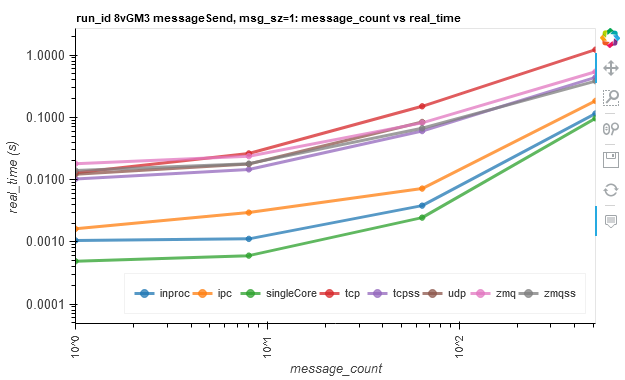 run_id 8vGM3 messageSend, msg_sz=1: message_count vs real_time
real_time (s)
1.0000
0.1000
0.0100
0.0010
0.0001
inproc ipc singleCore tcp tcpss udp zmq zmqss
10^0 10^1 10^2
message_count